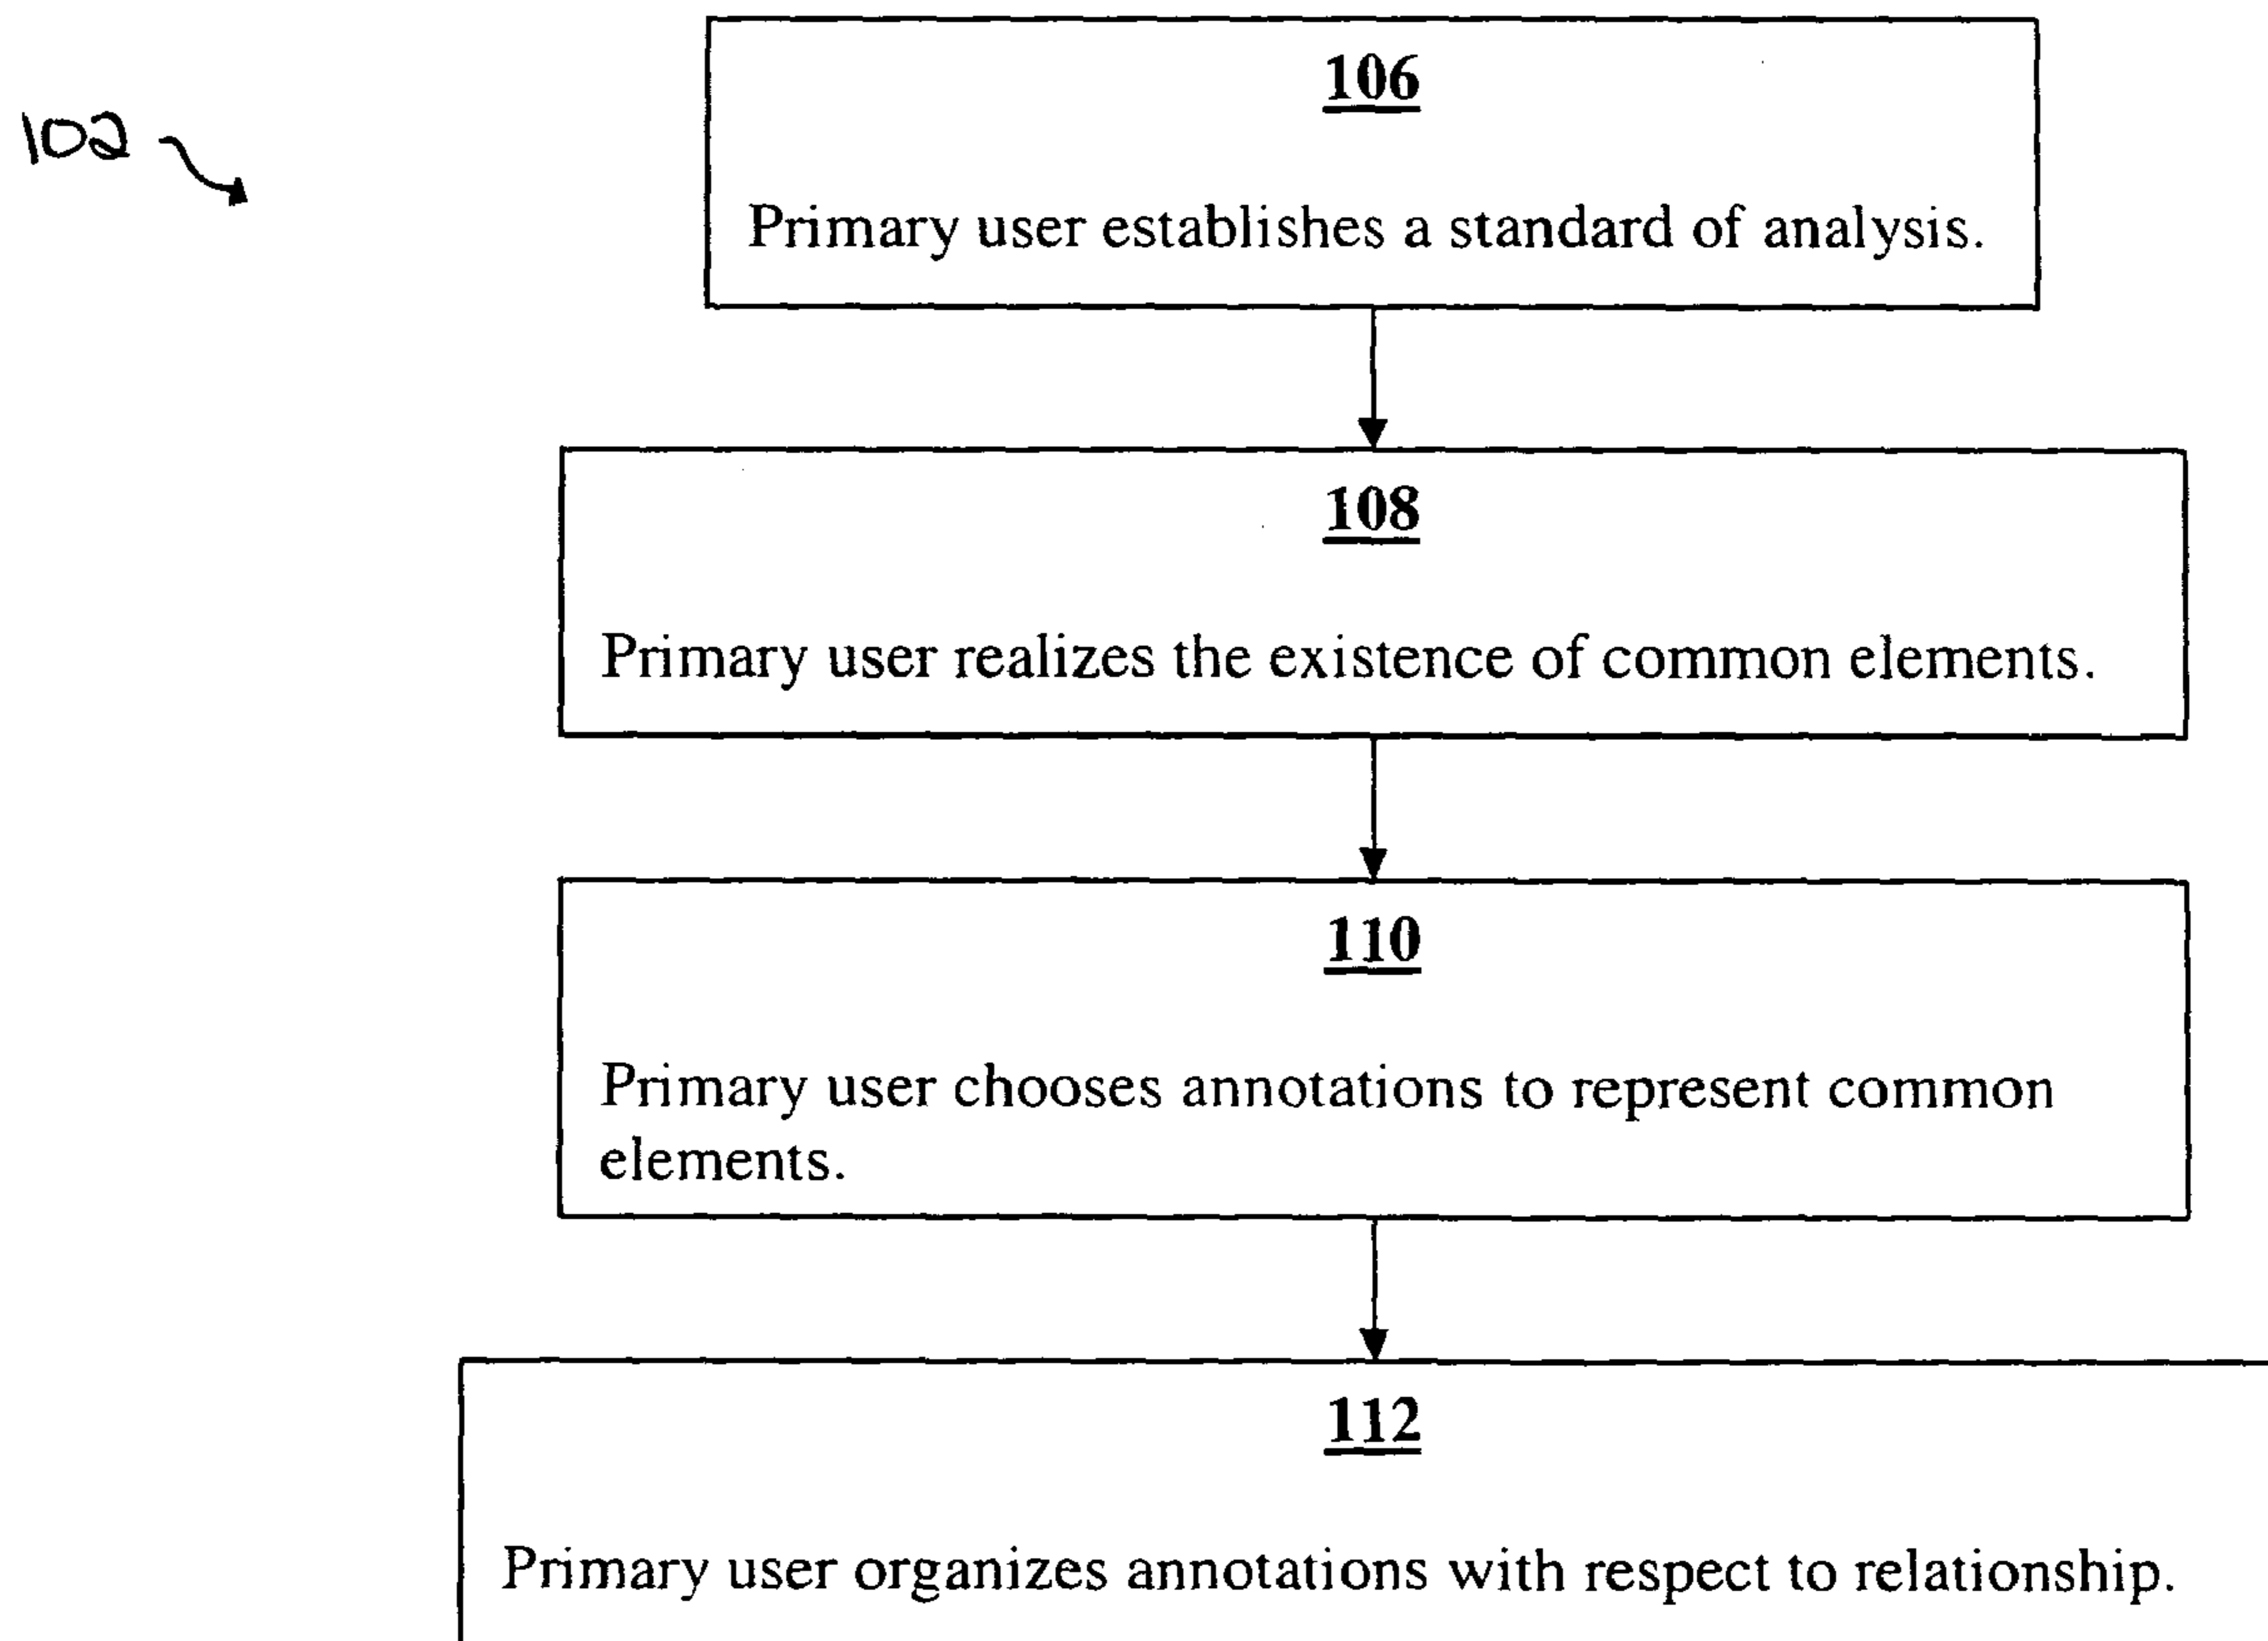 102
106
Primary user establishes a standard of analysis.
108
Primary user realizes the existence of common elements.
110
Primary user chooses annotations to represent common
elements.
112
Primary user organizes annotations with respect to relationship.